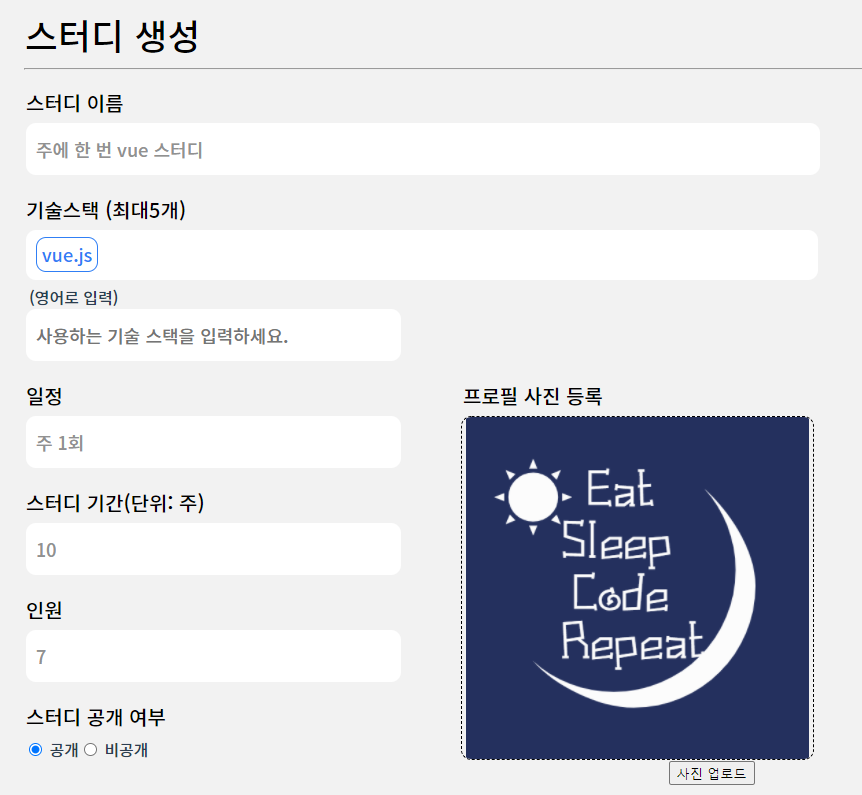 스터디 생성
스터디 이름
주에 한 번 vue 스터디
기술스택 (최대5개)
vue.js
(영어로 입력)
사용하는 기술 스택을 입력하세요.
일정
주 1회
스터디 기간(단위: 주)
10
인원
7
스터디 공개 여부
공개 비공개
프로필 사진 등록
Eat
Sleep
Code
Repeat
사진 업로드